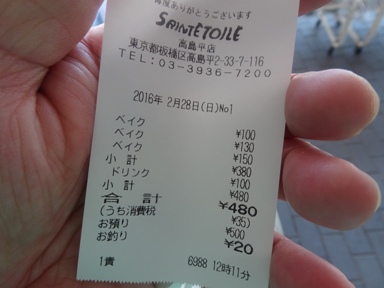 毎度ありがとうございます
SAINTETOILE
高島平店
東京都板橋区高島平2-33-7-116
TEL:03-3936-7200
2016年 2月28日(日)No1
ベイク ¥100
ベイク ¥130
ベイク ¥150
小 計 ¥380
ドリンク ¥100
小 計 ¥480
合 計 ¥480
(うち消費税 ¥35)
お預り ¥500
お釣り ¥20
1責 6988 12時11分